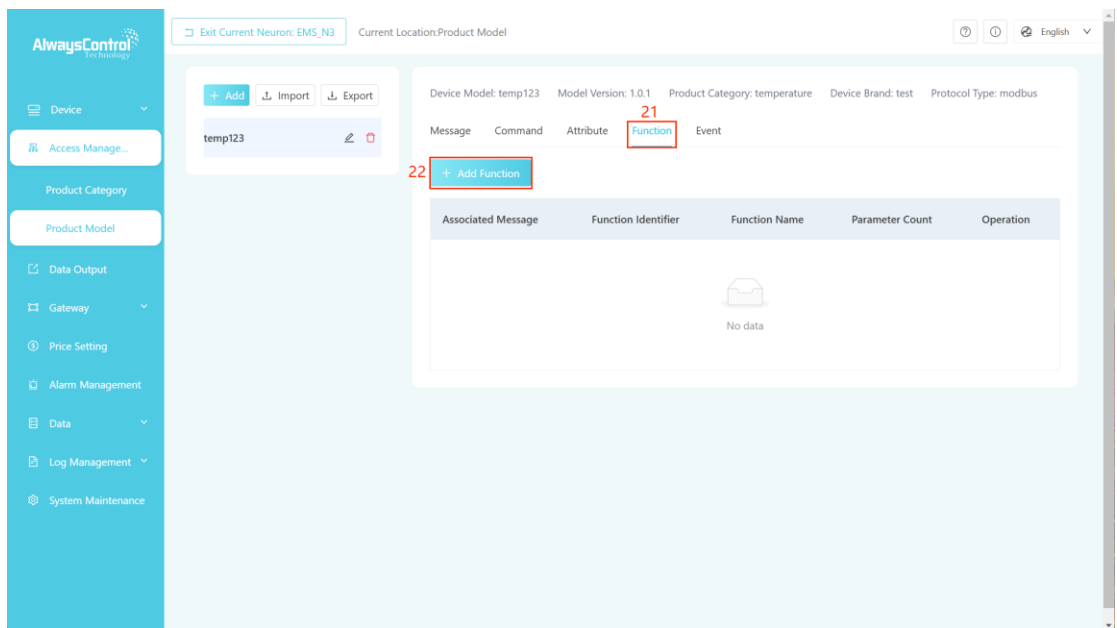 AlwaysControl
Technology
Exit Current Neuron: EMS_N3
Current Location:Product Model
English
Device
Access Manage...
Product Category
Product Model
Data Output
Gateway
Price Setting
Alarm Management
Data
Log Management
System Maintenance
+ Add
Import
Export
temp123
Device Model: temp123 Model Version: 1.0.1 Product Category: temperature Device Brand: test Protocol Type: modbus
21
Message Command Attribute Function Event
22
+ Add Function
Associated Message Function Identifier Function Name Parameter Count Operation
No data